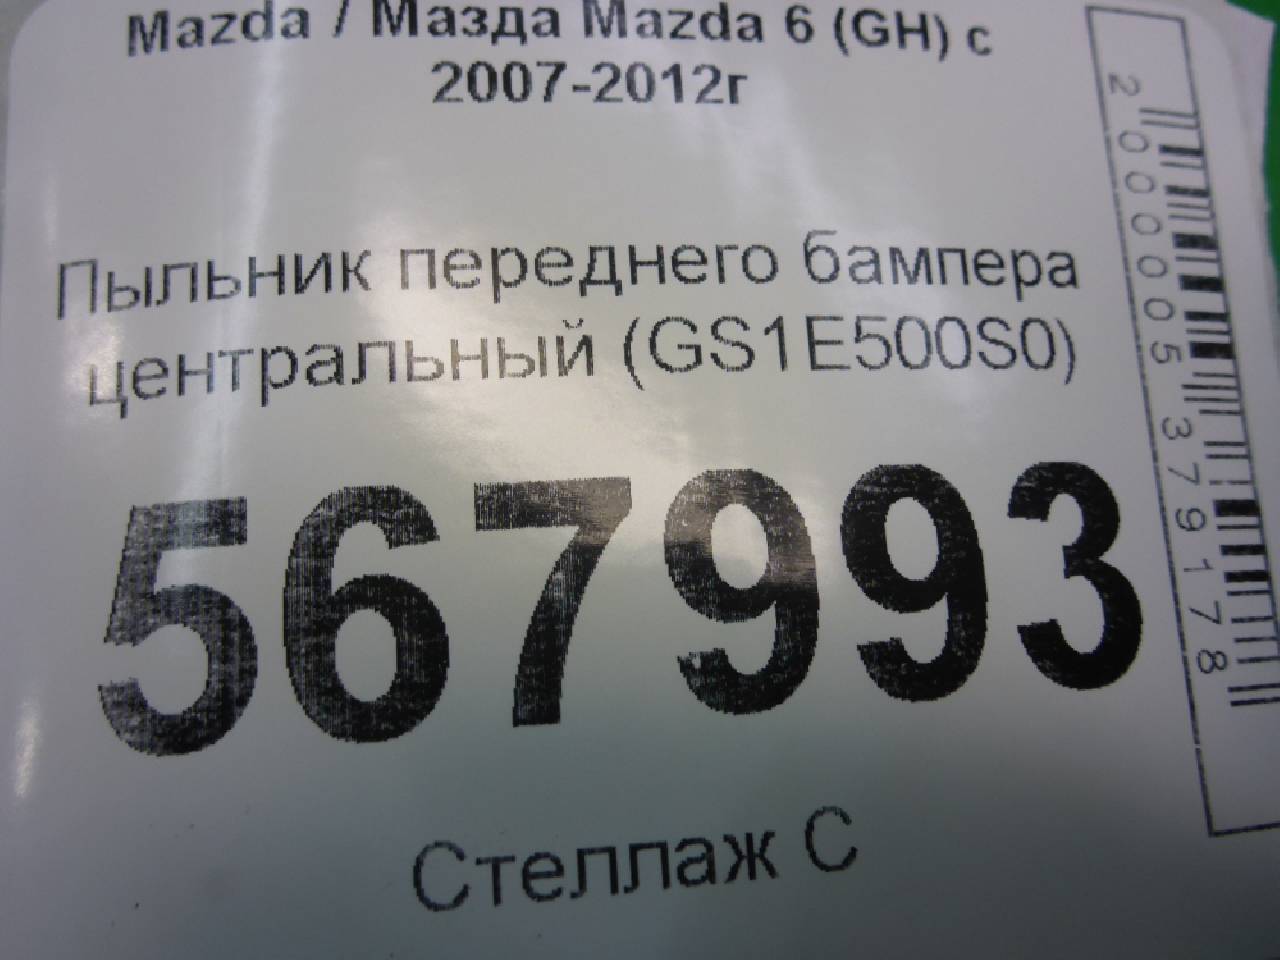 Mazda / Мазда Mazda 6 (GH) с
2007-2012г
Пыльник переднего бампера
центральный (GS1E500S0)
567993
Стеллаж С
2000005379178